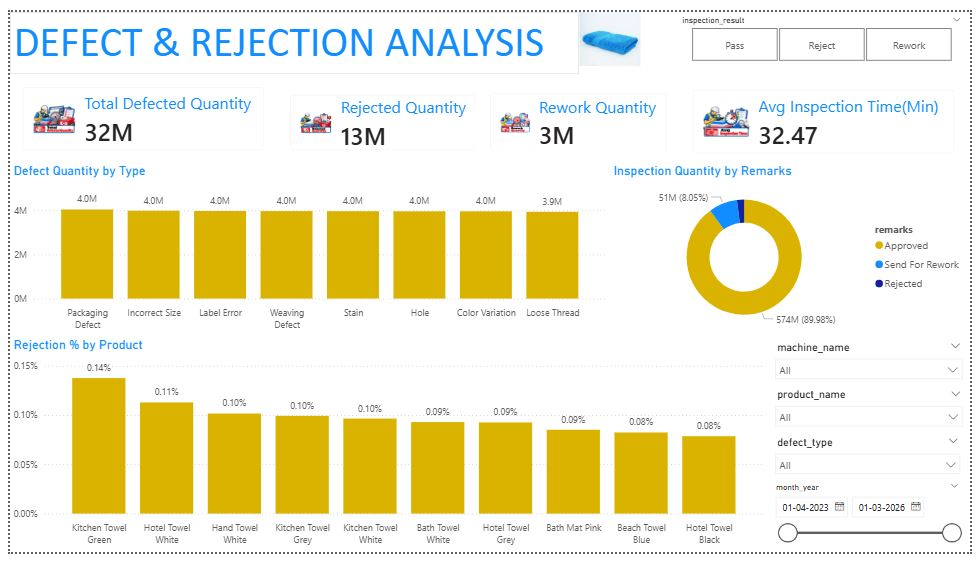 DEFECT & REJECTION ANALYSIS
inspection_result
Pass
Reject
Rework
Total Defected Quantity
32M
Rejected Quantity
13M
Rework Quantity
3M
Avg Inspection Time(Min)
32.47
Defect Quantity by Type
4M
2M
0M
4.0M
4.0M
4.0M
4.0M
4.0M
4.0M
4.0M
3.9M
Packaging
Defect
Incorrect Size
Label Error
Weaving
Defect
Stain
Hole
Color Variation
Loose Thread
Inspection Quantity by Remarks
51M (8.05%)
574M (89.98%)
remarks
Approved
Send For Rework
Rejected
Rejection % by Product
0.15%
0.10%
0.05%
0.00%
0.14%
0.11%
0.10%
0.10%
0.10%
0.09%
0.09%
0.09%
0.08%
0.08%
Kitchen Towel
Green
Hotel Towel
White
Hand Towel
White
Kitchen Towel
Grey
Kitchen Towel
White
Bath Towel
White
Hotel Towel
Grey
Bath Mat Pink
Beach Towel
Blue
Hotel Towel
Black
machine_name
All
product_name
All
defect_type
All
month_year
01-04-2023
01-03-2026